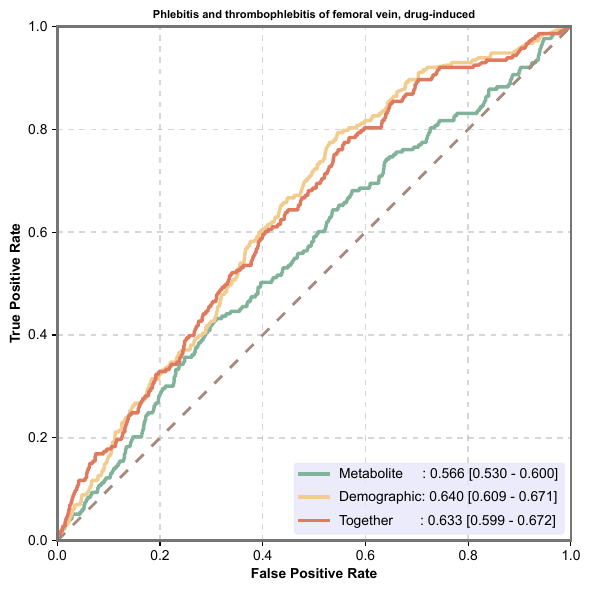 Phlebitis and thrombophlebitis of femoral vein, drug-induced
True Positive Rate
1.0
0.8
0.6
0.4
0.2
0.0
Metabolite : 0.566 [0.530 - 0.600]
Demographic: 0.640 [0.609 - 0.671]
Together : 0.633 [0.599 - 0.672]
0.0 0.2 0.4 0.6 0.8 1.0
False Positive Rate